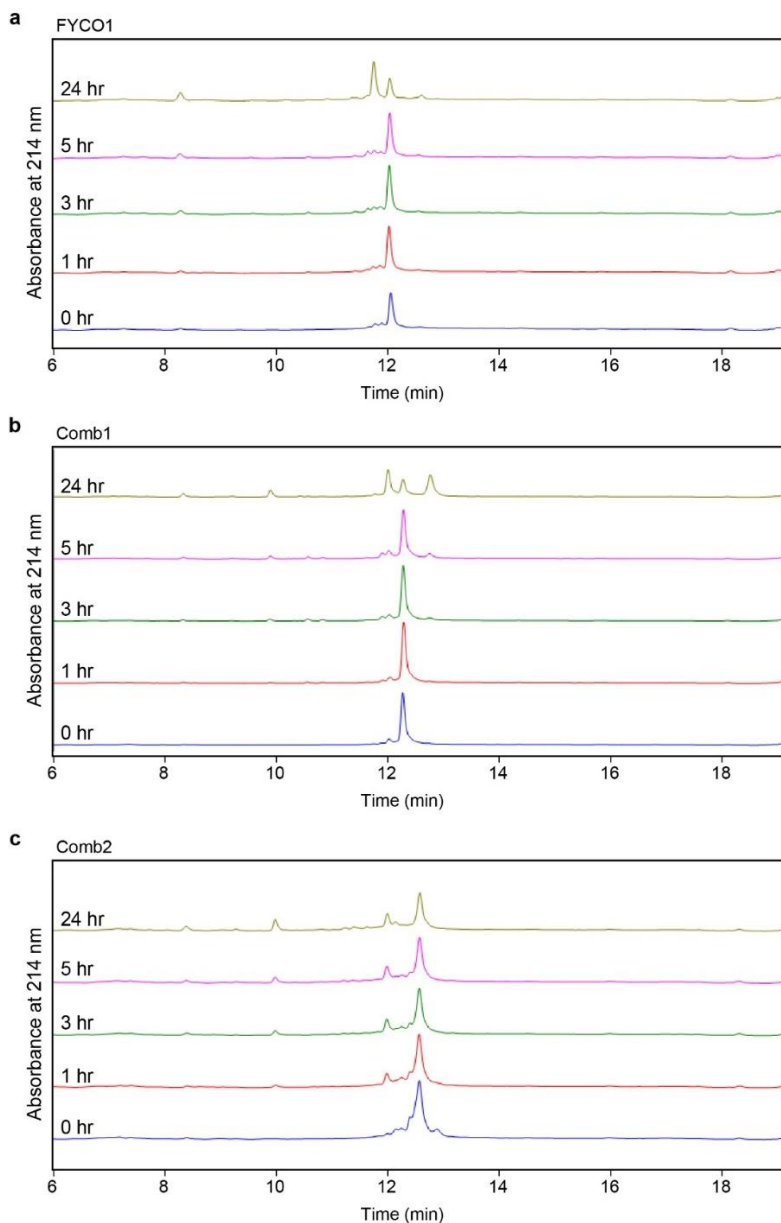 a
FYCO1
Absorbance at 214 nm
24 hr
5 hr
3 hr
1 hr
0 hr
6 8 10 12 14 16 18
Time (min)
b
Comb1
Absorbance at 214 nm
24 hr
5 hr
3 hr
1 hr
0 hr
6 8 10 12 14 16 18
Time (min)
c
Comb2
Absorbance at 214 nm
24 hr
5 hr
3 hr
1 hr
0 hr
6 8 10 12 14 16 18
Time (min)